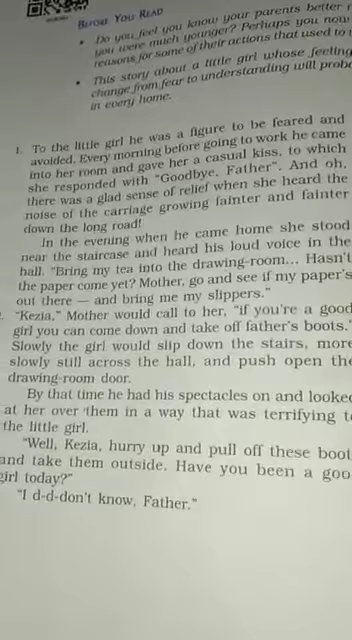 BEFORE YOU READ
• Do you feel you know your parents better
you were much younger? Perhaps you now
reasons for some of their actions that used to
• This story about a little girl whose feeling
change from fear to understanding will prob
in every home.
1. To the little girl he was a figure to be feared and
avoided. Every morning before going to work he came
into her room and gave her a casual kiss, to which
she responded with “Goodbye, Father”. And oh,
there was a glad sense of relief when she heard the
noise of the carriage growing fainter and fainter
down the long road!
In the evening when he came home she stood
near the staircase and heard his loud voice in the
hall. “Bring my tea into the drawing-room... Hasn't
the paper come yet? Mother, go and see if my paper's
out there — and bring me my slippers.”
“Kezia,” Mother would call to her, “if you're a good
girl you can come down and take off father's boots.”
Slowly the girl would slip down the stairs, more
slowly still across the hall, and push open the
drawing-room door.
By that time he had his spectacles on and looked
at her over them in a way that was terrifying t
the little girl.
“Well, Kezia, hurry up and pull off these boot
and take them outside. Have you been a goo
girl today?”
“I d-d-don't know, Father.”